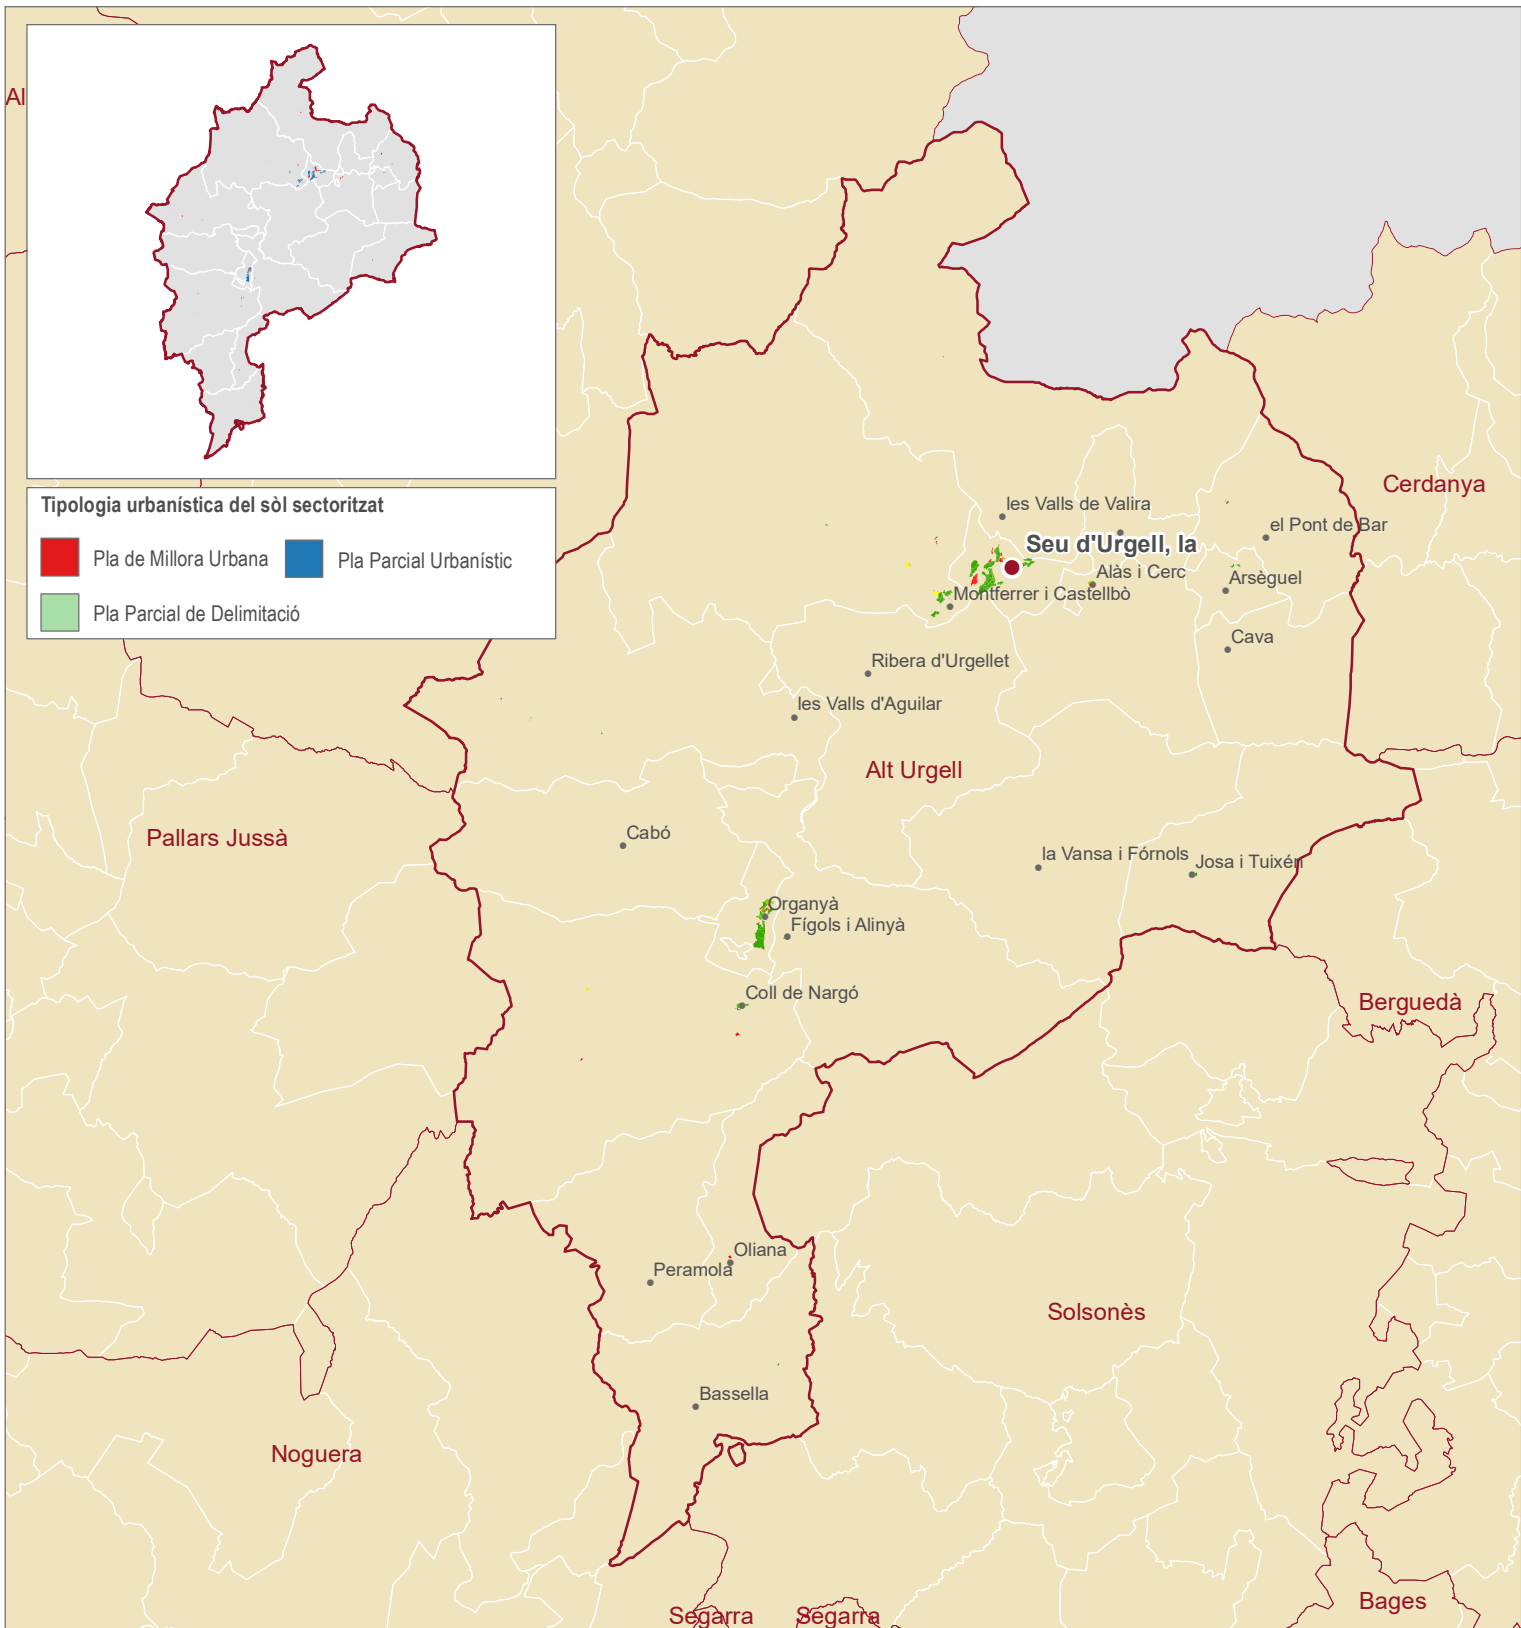 Al
Tipologia urbanística del sòl sectoritzat
Pla de Millora Urbana
Pla Parcial Urbanístic
Pla Parcial de Delimitació
Cerdanya
les Valls de Valira
el Pont de Bar
Seu d'Urgell, la
Alàs i Cerc
Arsèguel
Montferrer i Castellbò
Cava
Ribera d'Urgellet
les Valls d'Aguilar
Alt Urgell
Pallars Jussà
Cabó
la Vansa i Fórnols
Josa i Tuixén
Organyà
Fígols i Alinyà
Coll de Nargó
Berguedà
Oliana
Peramola
Solsonès
Bassella
Noguera
Segarra
Segarra
Bages